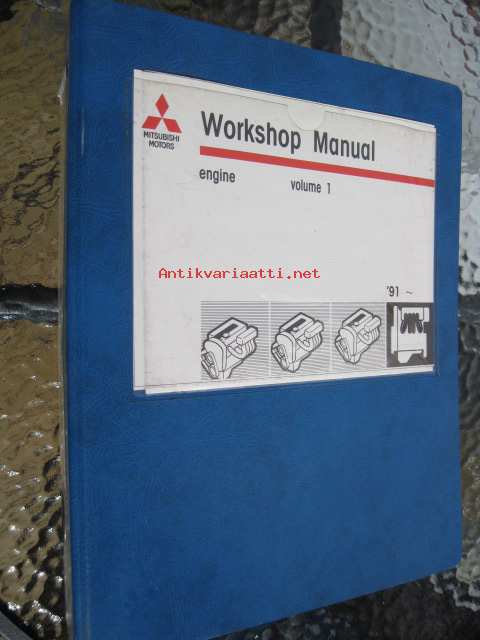 MITSUBISHI
MOTORS
Workshop Manual
engine volume 1
Antikvariaatti.net
'91 ~